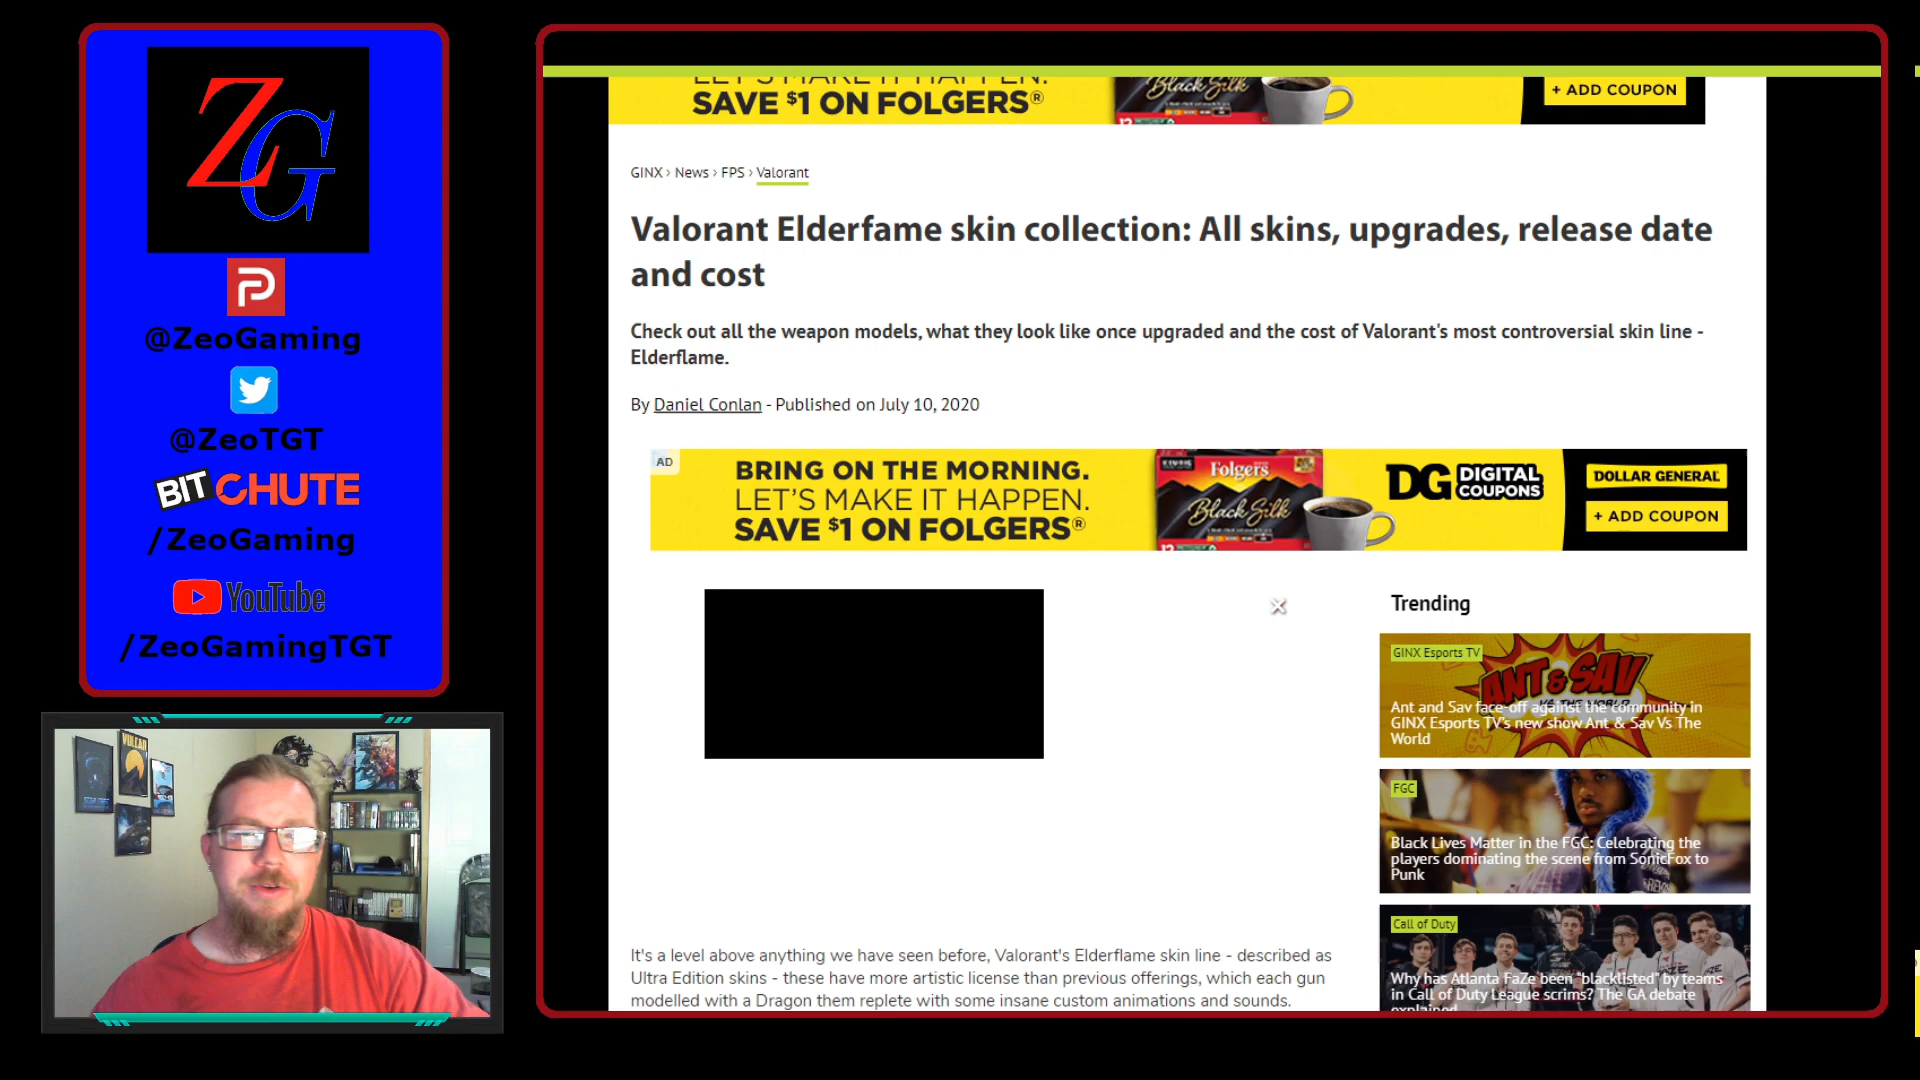 ZG
@ZeoGaming
@ZeoTGT
BITCHUTE
/ZeoGaming
YouTube
/ZeoGamingTGT
VULCAN
LET'S MAKE IT HAPPEN.
SAVE $1 ON FOLGERS®
Black Silk
+ ADD COUPON
GINX › News › FPS › Valorant
Valorant Elderfame skin collection: All skins, upgrades, release date
and cost
Check out all the weapon models, what they look like once upgraded and the cost of Valorant's most controversial skin line -
Elderflame.
By Daniel Conlan - Published on July 10, 2020
AD
BRING ON THE MORNING.
LET'S MAKE IT HAPPEN.
SAVE $1 ON FOLGERS®
Folgers
Black Silk
DG DIGITAL
COUPONS
DOLLAR GENERAL
+ ADD COUPON
Trending
GINX Esports TV
ANT & SAV
Ant and Sav face-off against the community in
GINX Esports TV's new show Ant & Sav Vs The
World
FGC
Black Lives Matter in the FGC: Celebrating the
players dominating the scene from SonicFox to
Punk
Call of Duty
Why has Atlanta FaZe been "blacklisted" by teams
in Call of Duty League scrims? The GA debate
explained
It's a level above anything we have seen before, Valorant's Elderflame skin line - described as
Ultra Edition skins - these have more artistic license than previous offerings, which each gun
modelled with a Dragon them replete with some insane custom animations and sounds.